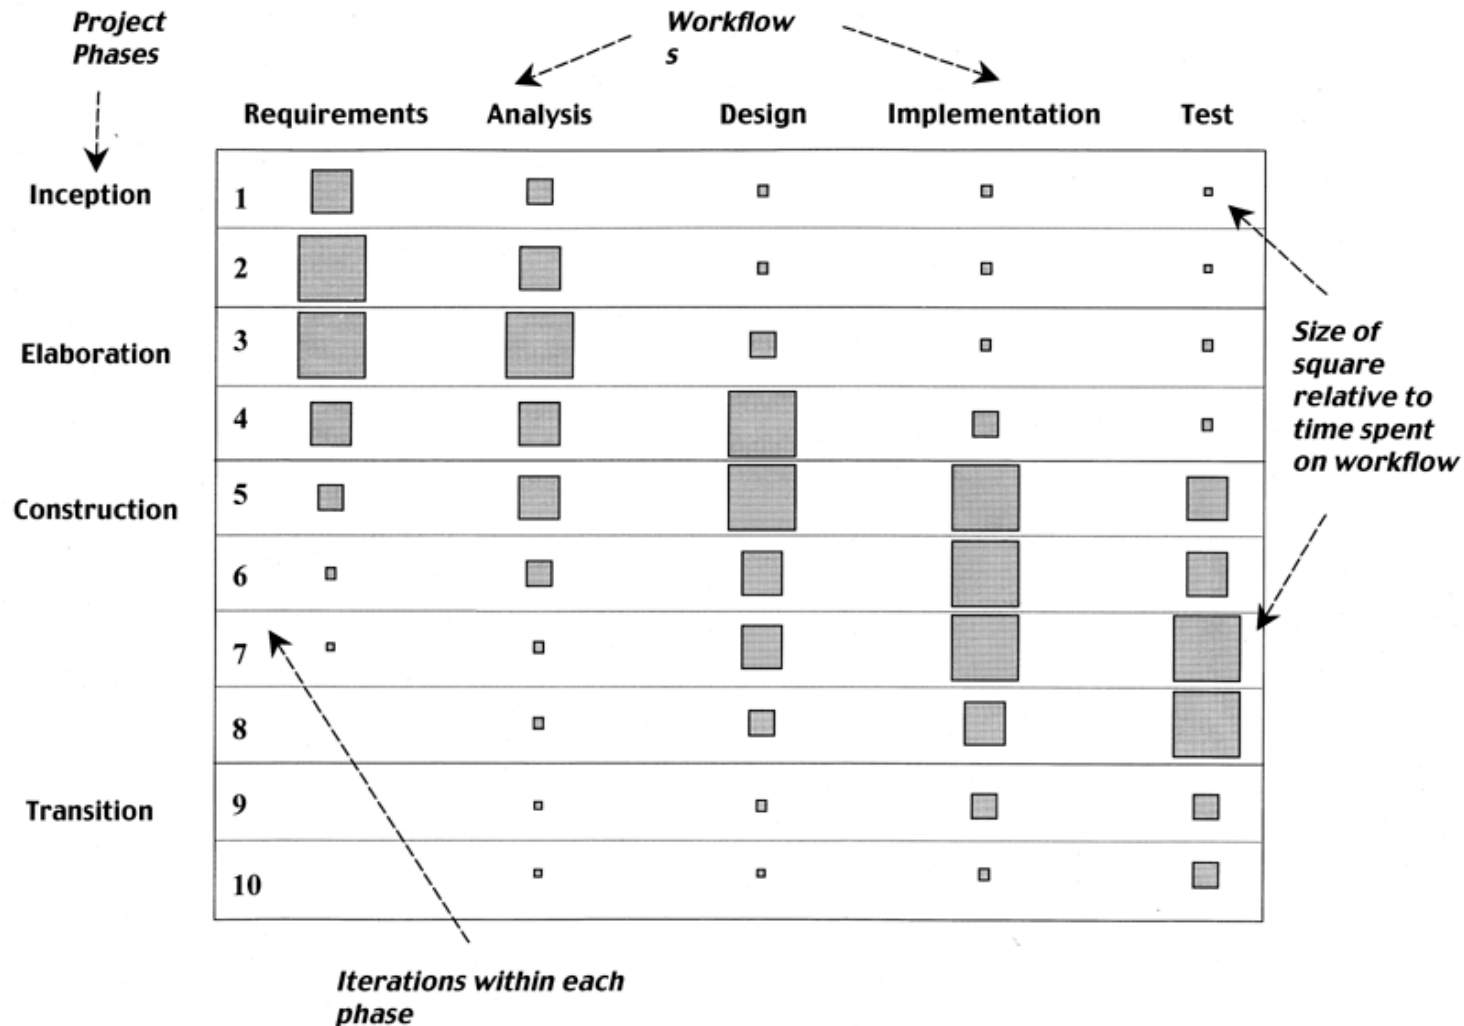 Project
Phases
Workflow
s
Requirements Analysis Design Implementation Test
Inception
1
2
Elaboration
3
4
Construction
5
6
7
8
Transition
9
10
Size of
square
relative to
time spent
on workflow
Iterations within each
phase